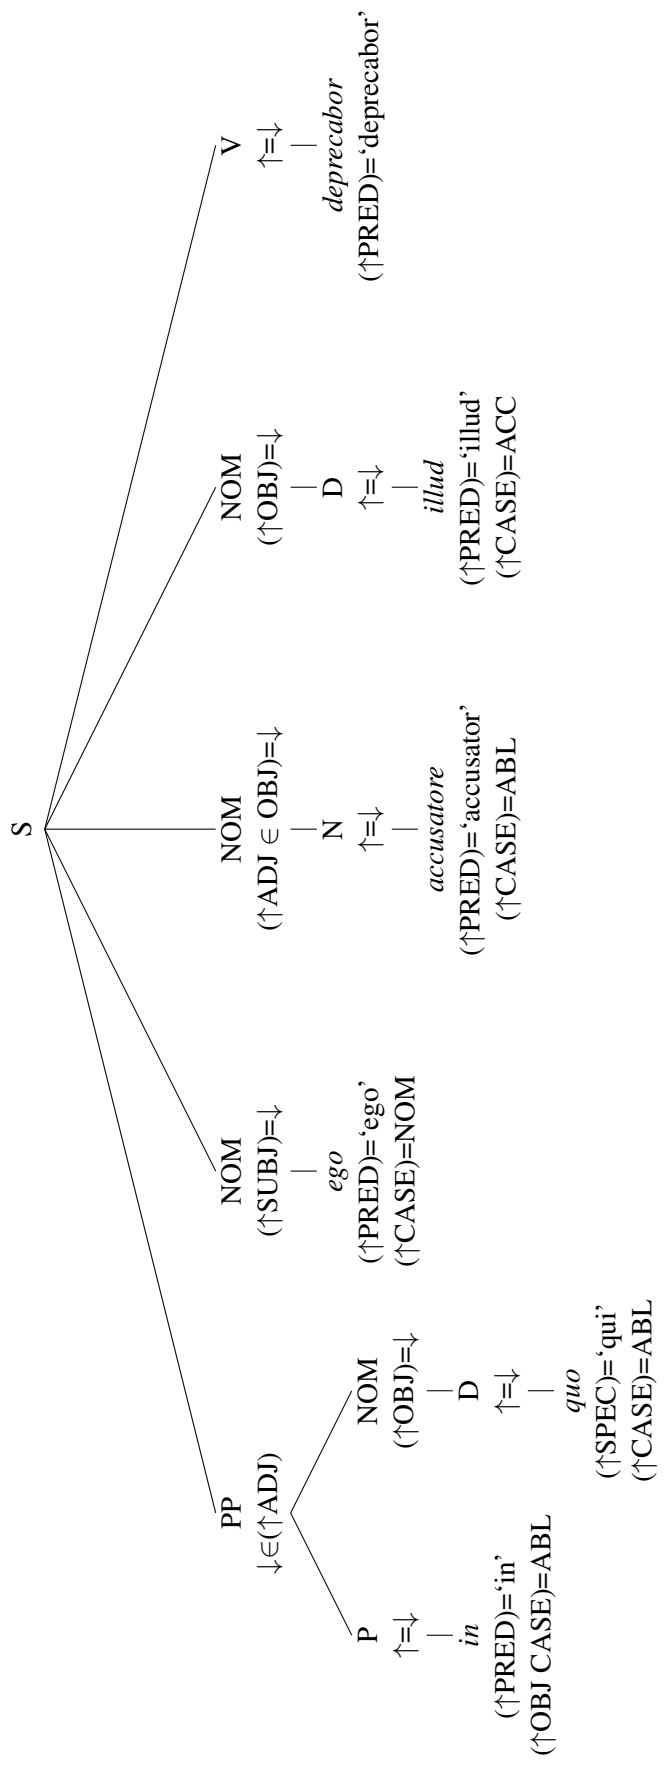 S
PP
↓∈(↑ADJ)
P
↑=↓
in
(↑PRED)=‘in’
(↑OBJ CASE)=ABL
NOM
(↑OBJ)=↓
D
↑=↓
quo
(↑SPEC)=‘qui’
(↑CASE)=ABL
NOM
(↑SUBJ)=↓
ego
(↑PRED)=‘ego’
(↑CASE)=NOM
NOM
(↑ADJ ∈ OBJ)=↓
N
↑=↓
accusatore
(↑PRED)=‘accusator’
(↑CASE)=ABL
NOM
(↑OBJ)=↓
D
↑=↓
illud
(↑PRED)=‘illud’
(↑CASE)=ACC
V
↑=↓
deprecabor
(↑PRED)=‘deprecabor’